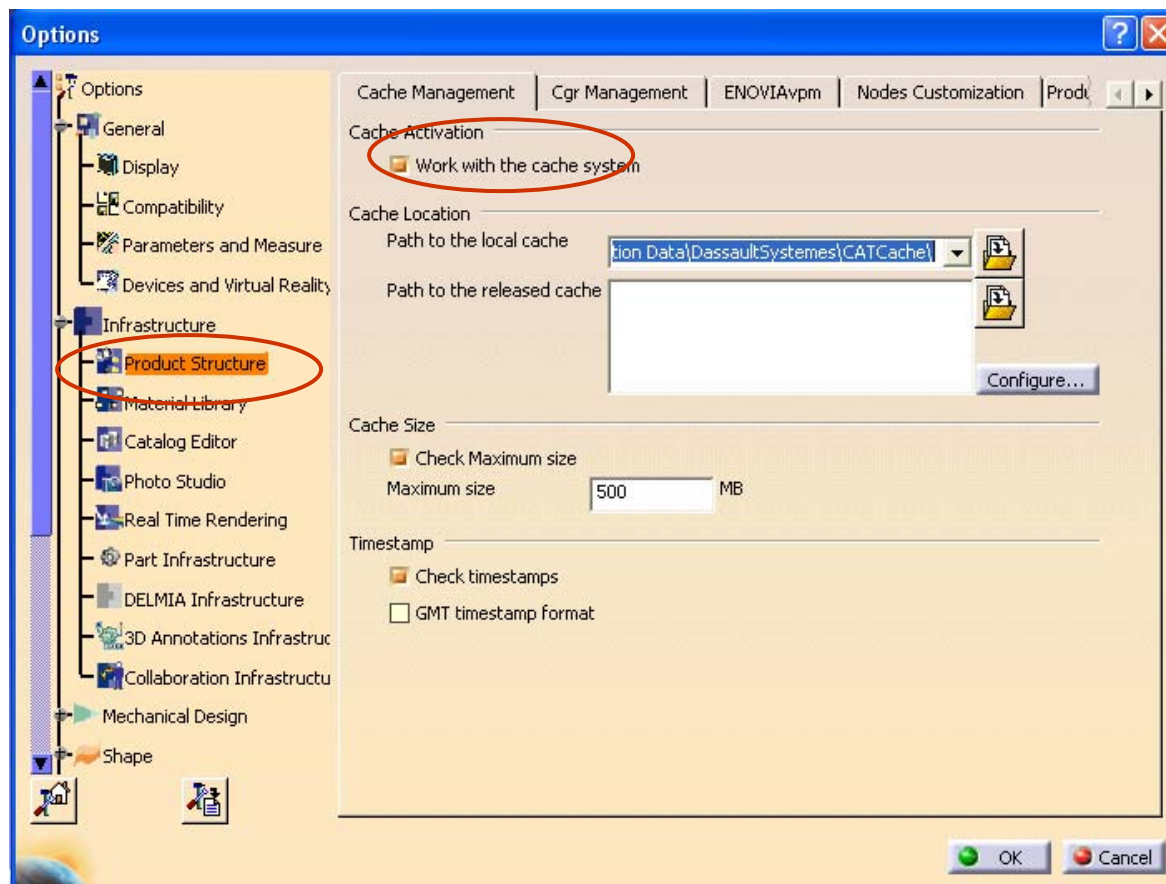 Options
Options
General
Display
Compatibility
Parameters and Measure
Devices and Virtual Reality
Infrastructure
Product Structure
Material Library
Catalog Editor
Photo Studio
Real Time Rendering
Part Infrastructure
DELMIA Infrastructure
3D Annotations Infrastruc
Collaboration Infrastructu
Mechanical Design
Shape
Cache Management Cgr Management ENOVIAvpm Nodes Customization Produ
Cache Activation
Work with the cache system
Cache Location
Path to the local cache
tion Data\DassaultSystemes\CATCache\
Path to the released cache
Configure...
Cache Size
Check Maximum size
Maximum size 500 MB
Timestamp
Check timestamps
GMT timestamp format
OK Cancel